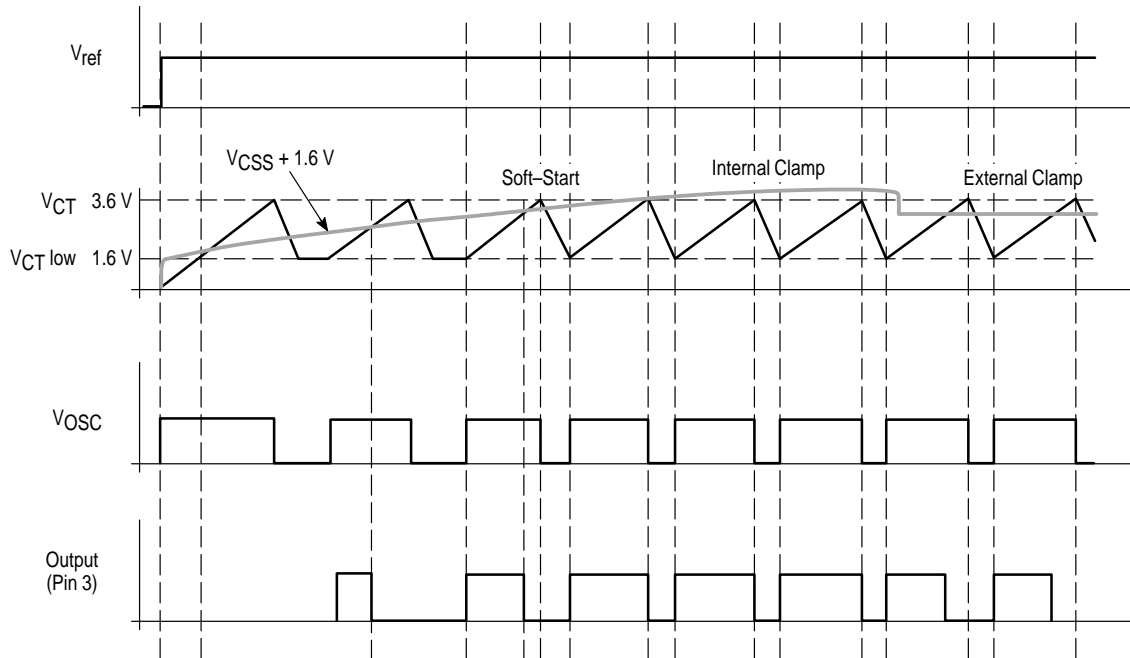 Vref
VCSS + 1.6 V
Soft–Start
Internal Clamp
External Clamp
VCT 3.6 V
VCT low 1.6 V
VOSC
Output
(Pin 3)